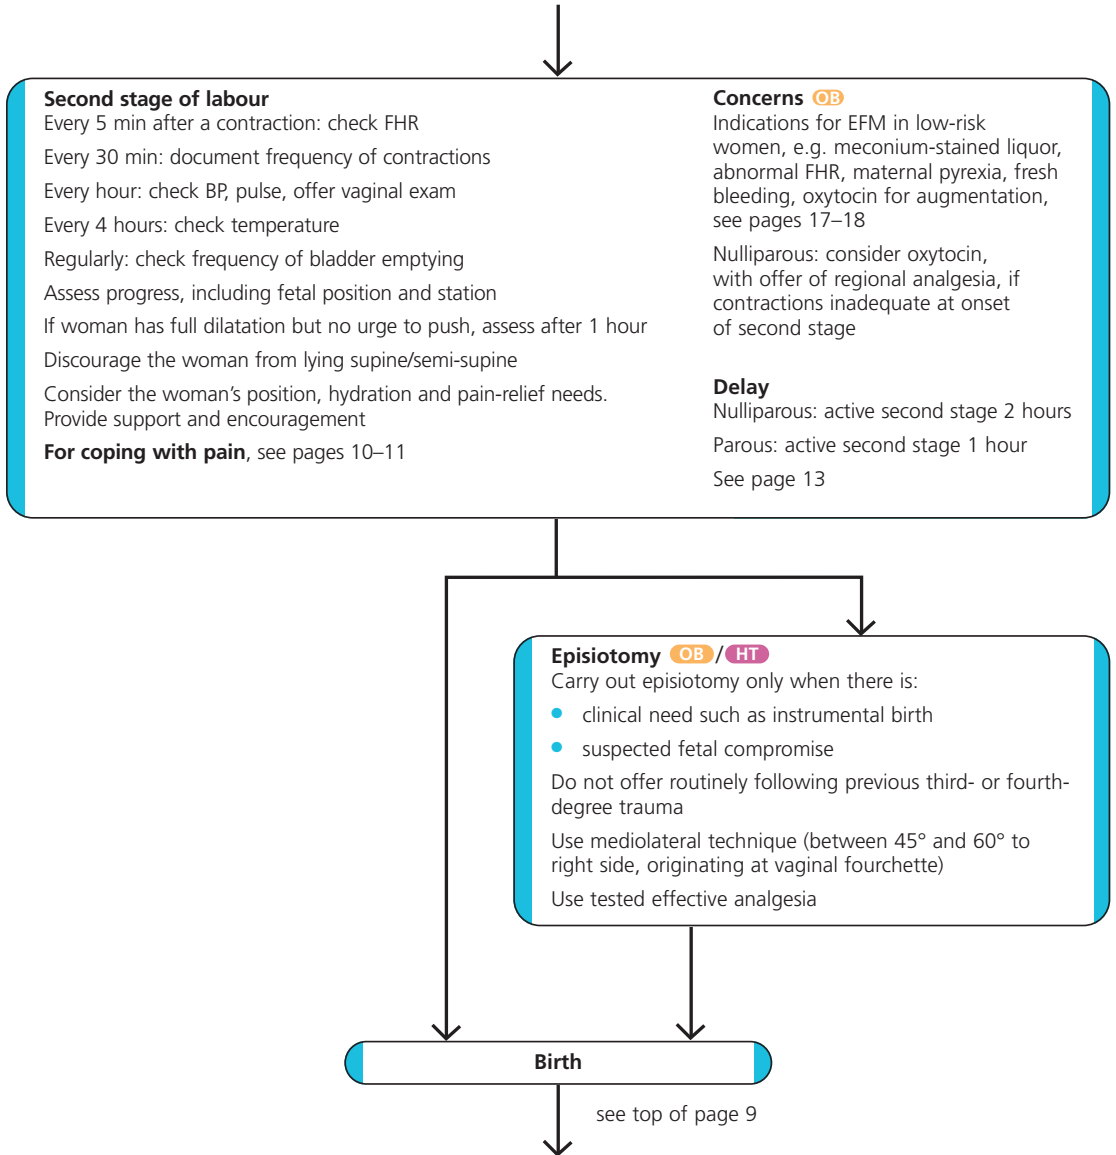 Second stage of labour
Every 5 min after a contraction: check FHR
Every 30 min: document frequency of contractions
Every hour: check BP, pulse, offer vaginal exam
Every 4 hours: check temperature
Regularly: check frequency of bladder emptying
Assess progress, including fetal position and station
If woman has full dilatation but no urge to push, assess after 1 hour
Discourage the woman from lying supine/semi-supine
Consider the woman's position, hydration and pain-relief needs.
Provide support and encouragement
For coping with pain, see pages 10–11
Concerns OB
Indications for EFM in low-risk
women, e.g. meconium-stained liquor,
abnormal FHR, maternal pyrexia, fresh
bleeding, oxytocin for augmentation,
see pages 17–18
Nulliparous: consider oxytocin,
with offer of regional analgesia, if
contractions inadequate at onset
of second stage
Delay
Nulliparous: active second stage 2 hours
Parous: active second stage 1 hour
See page 13
Episiotomy OB/HT
Carry out episiotomy only when there is:
• clinical need such as instrumental birth
• suspected fetal compromise
Do not offer routinely following previous third- or fourth-
degree trauma
Use mediolateral technique (between 45° and 60° to
right side, originating at vaginal fourchette)
Use tested effective analgesia
Birth
see top of page 9